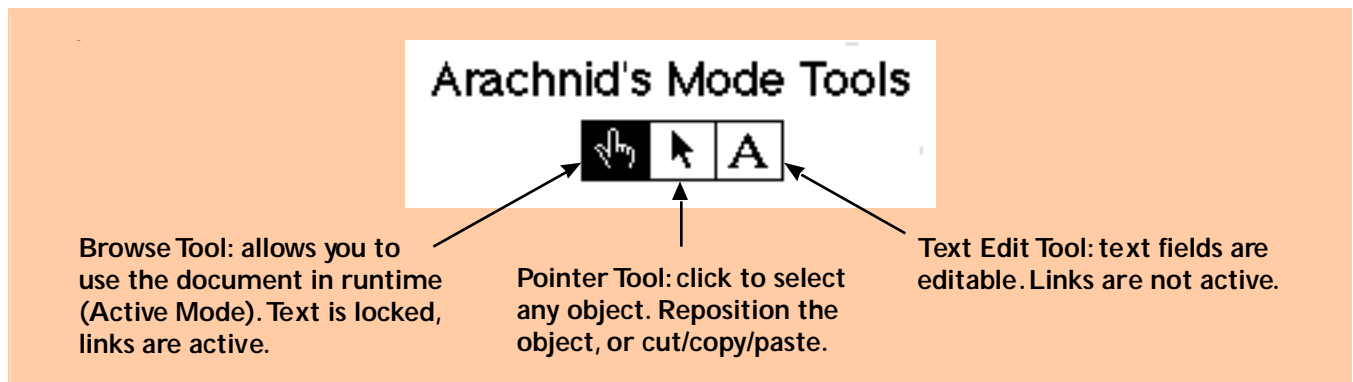 Arachnid's Mode Tools
A
Browse Tool: allows you to
use the document in runtime
(Active Mode). Text is locked,
links are active.
Pointer Tool: click to select
any object. Reposition the
object, or cut/copy/paste.
Text Edit Tool: text fields are
editable. Links are not active.